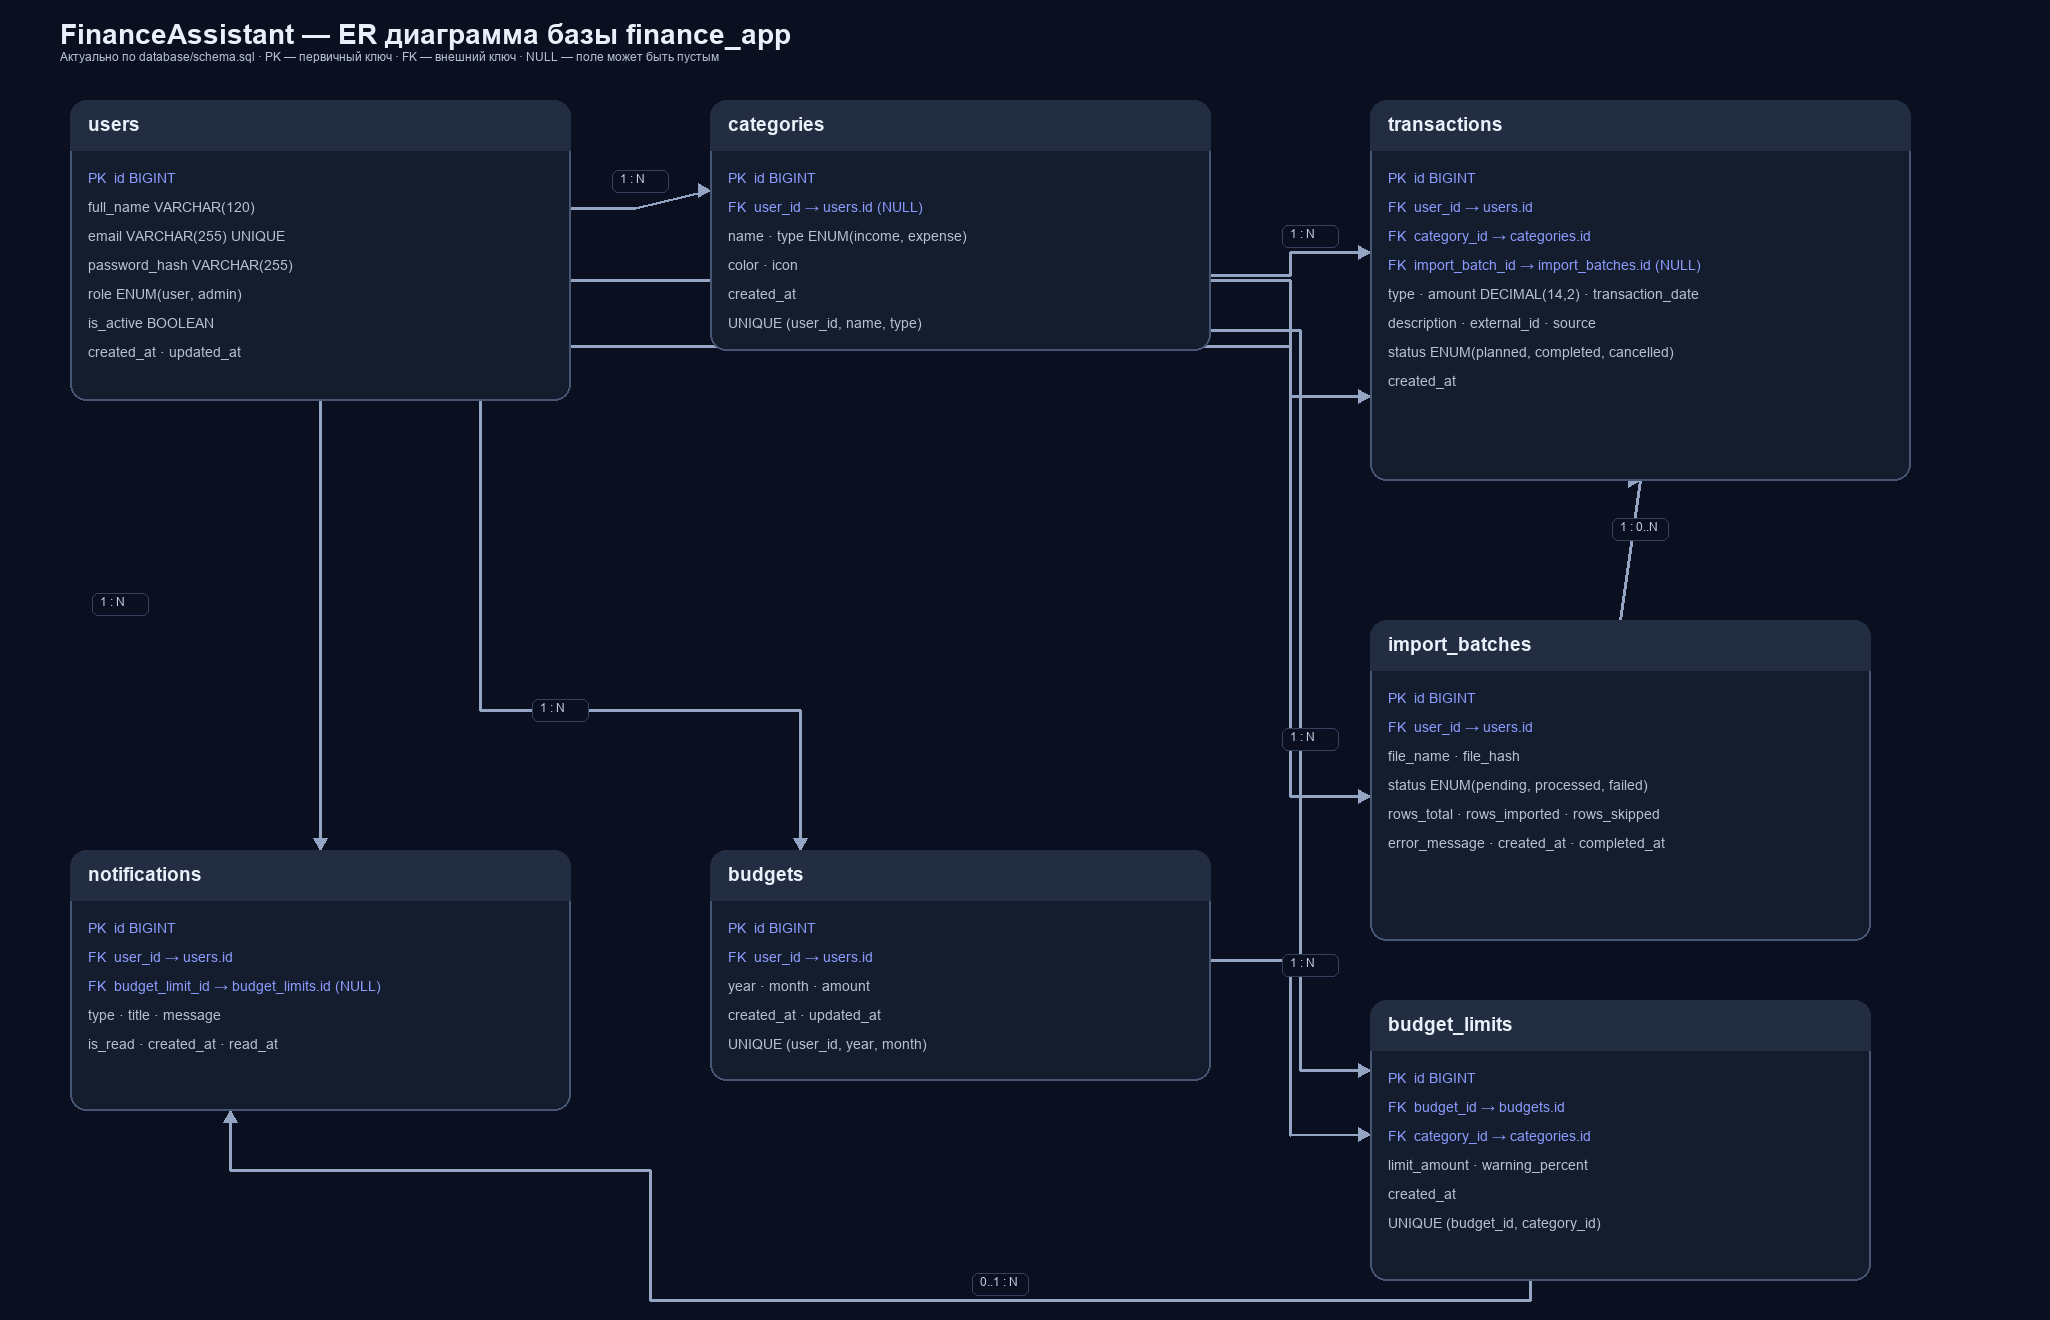 FinanceAssistant — ER диаграмма базы finance_app
Актуально по database/schema.sql · PK — первичный ключ · FK — внешний ключ · NULL — поле может быть пустым
users
PK id BIGINT
full_name VARCHAR(120)
email VARCHAR(255) UNIQUE
password_hash VARCHAR(255)
role ENUM(user, admin)
is_active BOOLEAN
created_at · updated_at
1 : N
categories
PK id BIGINT
FK user_id → users.id (NULL)
name · type ENUM(income, expense)
color · icon
created_at
UNIQUE (user_id, name, type)
1 : N
transactions
PK id BIGINT
FK user_id → users.id
FK category_id → categories.id
FK import_batch_id → import_batches.id (NULL)
type · amount DECIMAL(14,2) · transaction_date
description · external_id · source
status ENUM(planned, completed, cancelled)
created_at
1 : 0..N
1 : N
1 : N
1 : N
import_batches
PK id BIGINT
FK user_id → users.id
file_name · file_hash
status ENUM(pending, processed, failed)
rows_total · rows_imported · rows_skipped
error_message · created_at · completed_at
notifications
PK id BIGINT
FK user_id → users.id
FK budget_limit_id → budget_limits.id (NULL)
type · title · message
is_read · created_at · read_at
budgets
PK id BIGINT
FK user_id → users.id
year · month · amount
created_at · updated_at
UNIQUE (user_id, year, month)
1 : N
budget_limits
PK id BIGINT
FK budget_id → budgets.id
FK category_id → categories.id
limit_amount · warning_percent
created_at
UNIQUE (budget_id, category_id)
0..1 : N